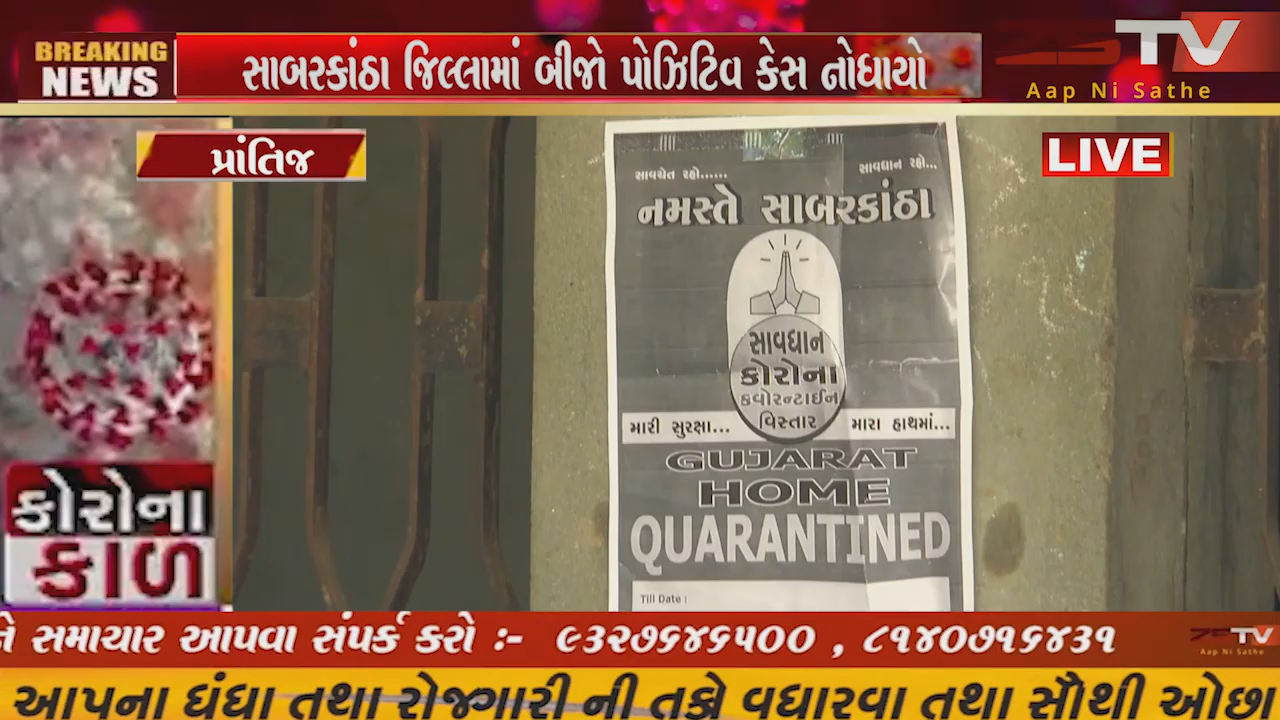 BREAKING
NEWS
સાબરકાંઠા જિલ્લામાં બીજો પોઝિટિવ કેસ નોધાયો
TV
Aap Ni Sathe
પ્રાંતિજ
LIVE
સાવચેત રહો......
સાવધાન રહો...
નમસ્તે સાબરકાંઠા
સાવધાન
કોરોના
કવોરન્ટાઈન
વિસ્તાર
મારી સુરક્ષા...
મારા હાથમાં...
GUJARAT
HOME
QUARANTINED
Till Date :
કોરોના
કાળ
ને સમાચાર આપવા સંપર્ક કરો :- ૯૩૨૭૬૪૬૫૦૦ , ૮૧૪૦૭૧૬૪૩૧
TV
Aap Ni Sathe
આપના ધંધા તથા રોજગારી ની તકો વધારવા તથા સૌથી ઓછા